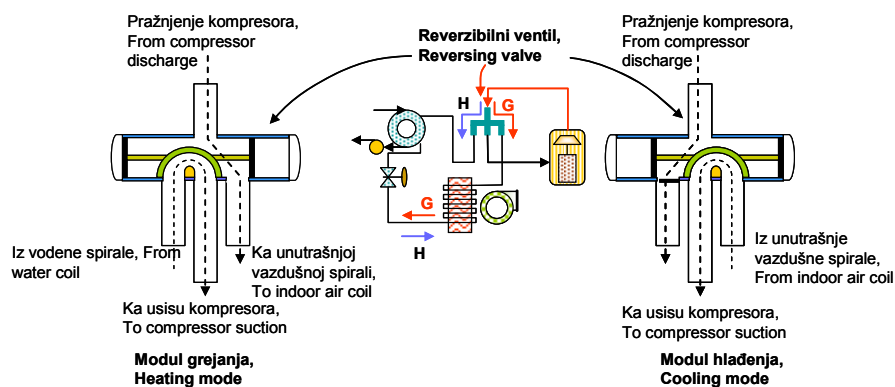 Pražnjenje kompresora,
From compressor
discharge
Reverzibilni ventil,
Reversing valve
Pražnjenje kompresora,
From compressor
discharge
H
G
G
H
Iz vodene spirale, From
water coil
Ka unutrašnjoj
vazdušnoj spirali,
To indoor air coil
Ka usisu kompresora,
To compressor suction
Modul grejanja,
Heating mode
Iz unutrašnje
vazdušne spirale,
From indoor air coil
Ka usisu kompresora,
To compressor suction
Modul hlađenja,
Cooling mode